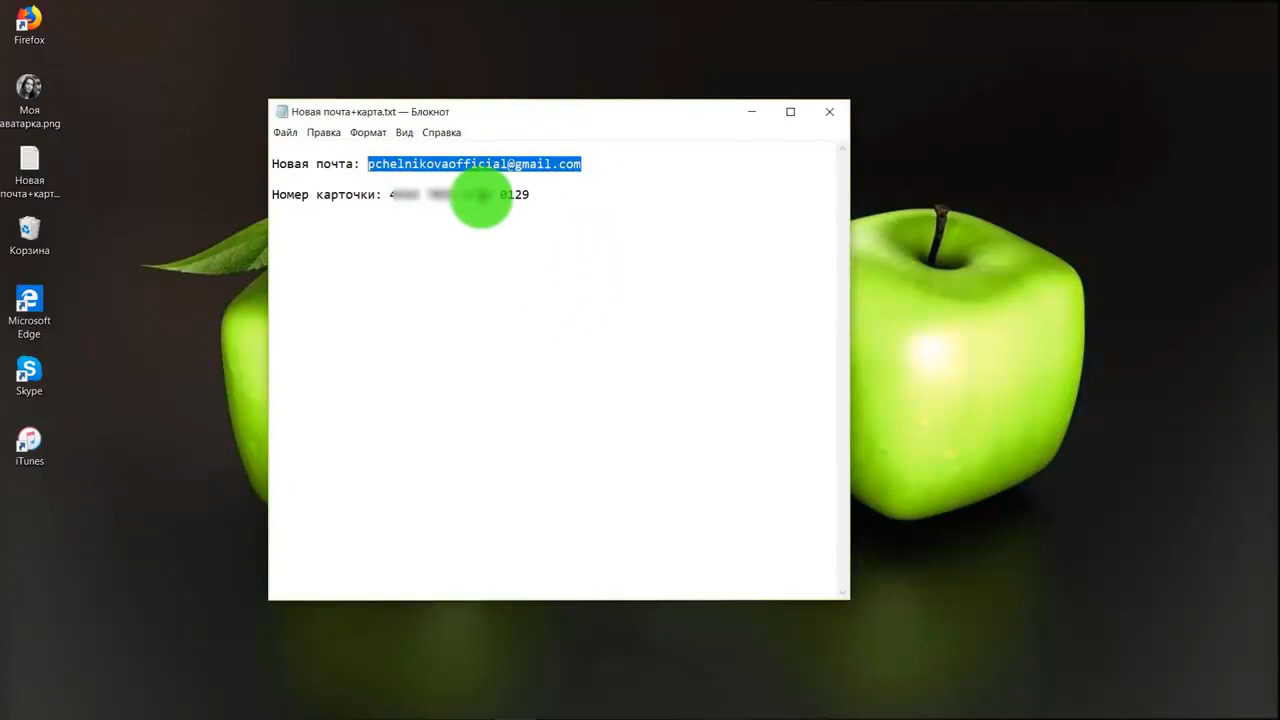 Firefox
Моя
аватарка.png
Новая
почта+карт...
Корзина
Microsoft
Edge
Skype
iTunes
Новая почта+карта.txt — Блокнот
Файл Правка Формат Вид Справка
Новая почта: pchelnikovaofficial@gmail.com
Номер карточки: 0129